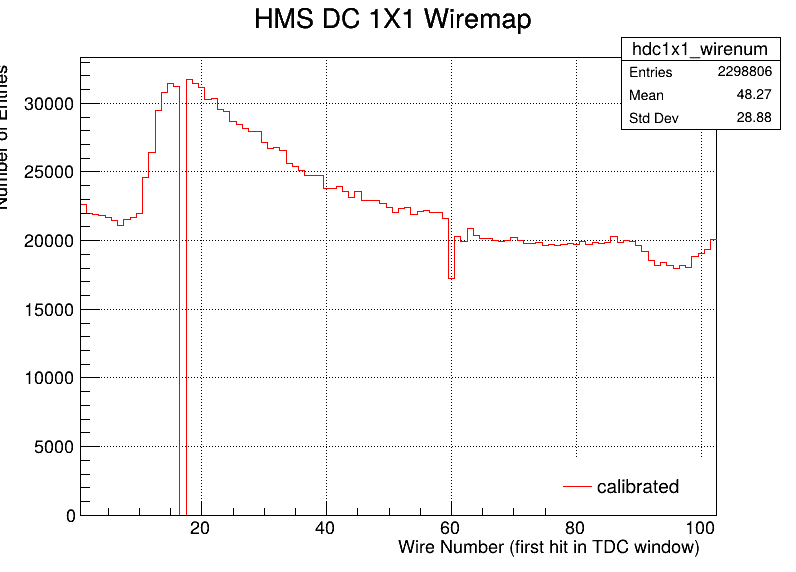 HMS DC 1X1 Wiremap
hdc1x1_wirenum
Entries 2298806
Mean 48.27
Std Dev 28.88
Number of Entries
30000
25000
20000
15000
10000
5000
0
calibrated
20 40 60 80 100
Wire Number (first hit in TDC window)